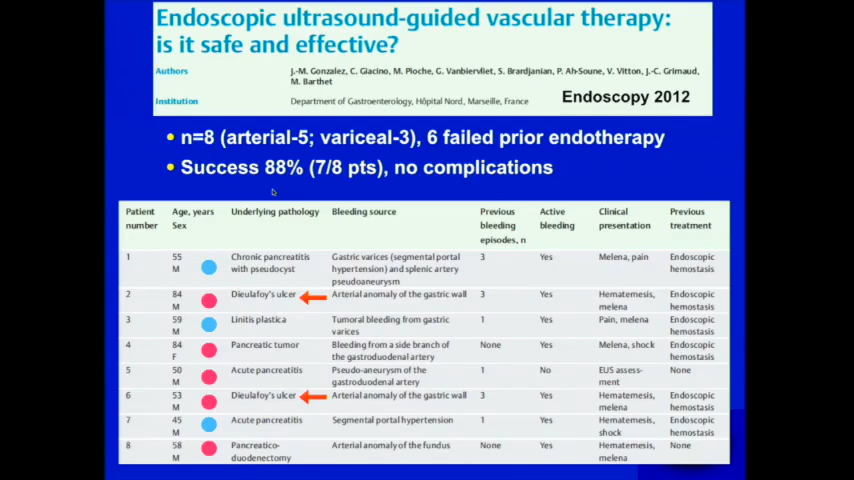 Endoscopic ultrasound-guided vascular therapy:
is it safe and effective?
Authors J.-M. Gonzalez, C. Giacino, M. Pioche, G. Vanbiervliet, S. Brardjanian, P. Ah-Soune, V. Vitton, J.-C. Grimaud,
M. Barthet
Institution Department of Gastroenterology, Hôpital Nord, Marseille, France Endoscopy 2012
• n=8 (arterial-5; variceal-3), 6 failed prior endotherapy
• Success 88% (7/8 pts), no complications
Patient Age, years Underlying pathology Bleeding source Previous Active Clinical Previous
number Sex bleeding bleeding presentation treatment
episodes, n
1 55 Chronic pancreatitis Gastric varices (segmental portal 3 Yes Melena, pain Endoscopic
M with pseudocyst hypertension) and splenic artery hemostasis
pseudoaneurysm
2 84 Dieulafoy's ulcer Arterial anomaly of the gastric wall 3 Yes Hematemesis, Endoscopic
M melena hemostasis
3 59 Linitis plastica Tumoral bleeding from gastric 1 Yes Pain, melena Endoscopic
M varices hemostasis
4 84 Pancreatic tumor Bleeding from a side branch of None Yes Melena, shock Endoscopic
F the gastroduodenal artery hemostasis
5 50 Acute pancreatitis Pseudo-aneurysm of the 1 No EUS assess- None
M gastroduodenal artery ment
6 53 Dieulafoy's ulcer Arterial anomaly of the gastric wall 3 Yes Hematemesis, Endoscopic
M melena hemostasis
7 45 Acute pancreatitis Segmental portal hypertension 1 Yes Hematemesis, Endoscopic
M shock hemostasis
8 58 Pancreatico- Arterial anomaly of the fundus None Yes Hematemesis, None
M duodenectomy melena